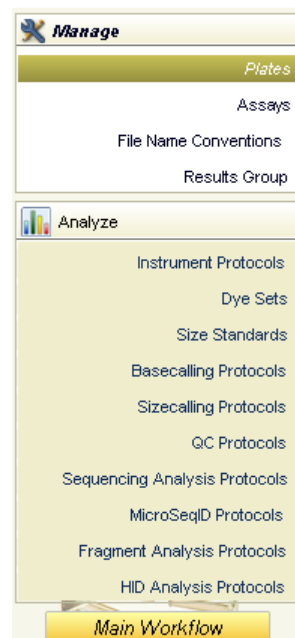 Manage
Plates
Assays
File Name Conventions
Results Group
Analyze
Instrument Protocols
Dye Sets
Size Standards
Basecalling Protocols
Sizecalling Protocols
QC Protocols
Sequencing Analysis Protocols
MicroSeqID Protocols
Fragment Analysis Protocols
HID Analysis Protocols
Main Workflow